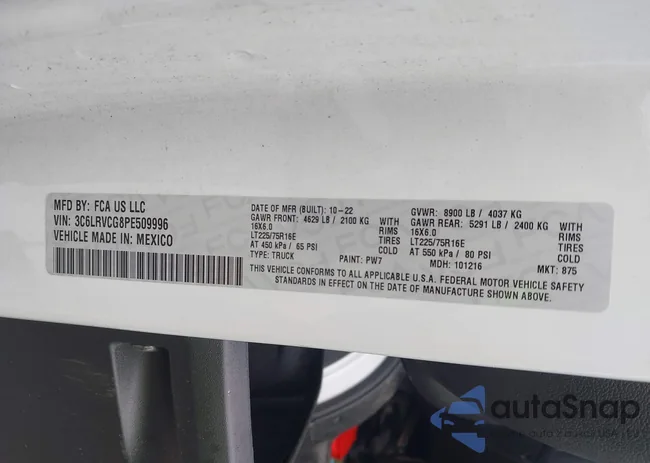 MFD BY: FCA US LLC
VIN: 3C6LRVCG8PE509996
VEHICLE MADE IN: MEXICO
DATE OF MFR (BUILT): 10-22 GVWR: 8900 LB / 4037 KG
GAWR FRONT: 4629 LB / 2100 KG WITH GAWR REAR: 5291 LB / 2400 KG WITH
16X6.0 RIMS 16X6.0 RIMS
LT225/75R16E TIRES LT225/75R16E TIRES
AT 450 kPa / 65 PSI COLD AT 550 kPa / 80 PSI COLD
TYPE: TRUCK PAINT: PW7 MDH: 101216 MKT: 875
THIS VEHICLE CONFORMS TO ALL APPLICABLE U.S.A. FEDERAL MOTOR VEHICLE SAFETY
STANDARDS IN EFFECT ON THE DATE OF MANUFACTURE SHOWN ABOVE.
autaSnap